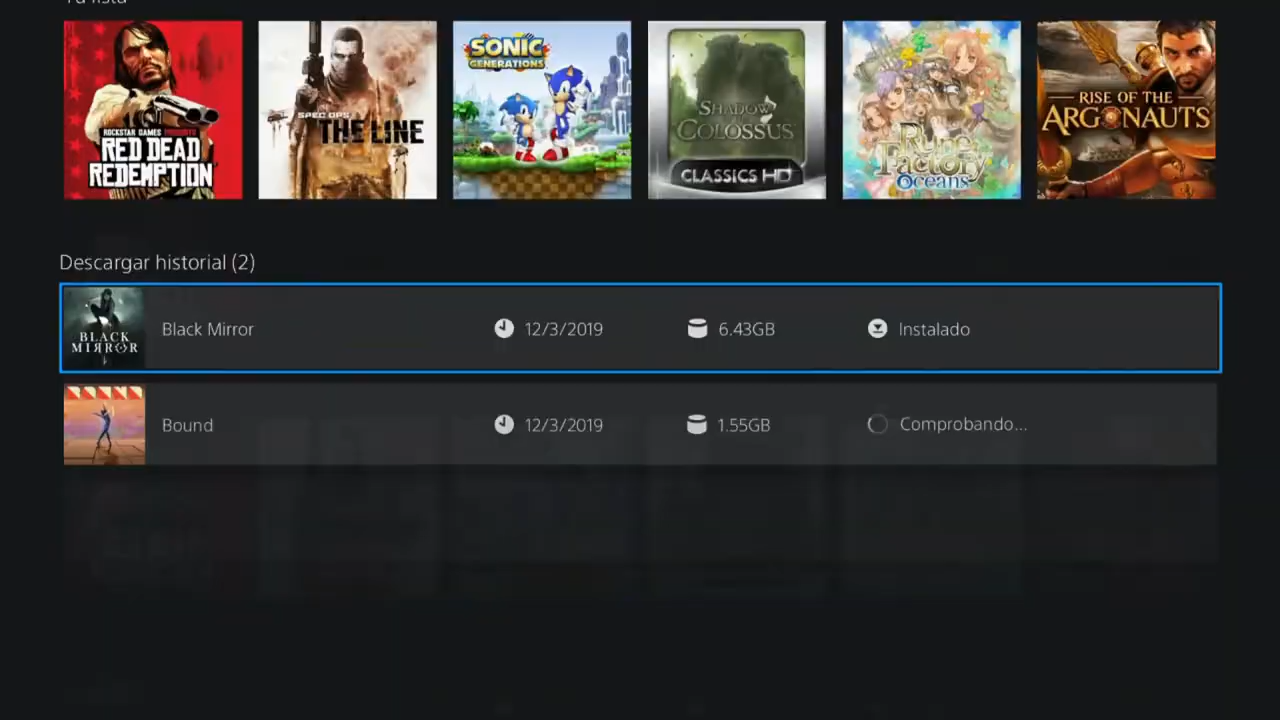 Tu lista
ROCKSTAR GAMES PRESENTS
RED DEAD
REDEMPTION
SPEC OPS
THE LINE
SONIC
GENERATIONS
SHADOW
COLOSSUS
CLASSICS HD
Rune
Factory
Oceans
RISE OF THE
ARGONAUTS
Descargar historial (2)
BLACK
MIRROR
Black Mirror 12/3/2019 6.43GB Instalado
Bound 12/3/2019 1.55GB Comprobando...